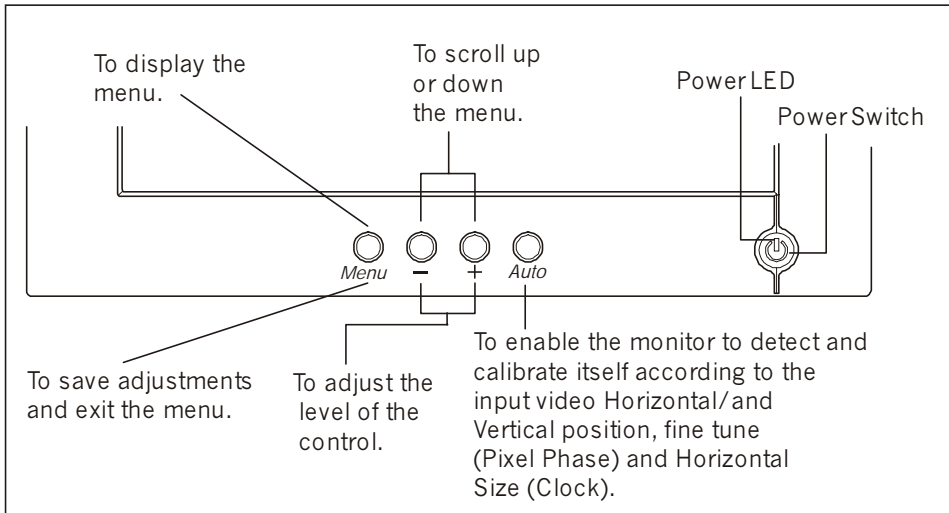 To display the
menu.
To scroll up
or down
the menu.
Power LED
Power Switch
Menu
−
+
Auto
To save adjustments
and exit the menu.
To adjust the
level of the
control.
To enable the monitor to detect and
calibrate itself according to the
input video Horizontal/and
Vertical position, fine tune
(Pixel Phase) and Horizontal
Size (Clock).